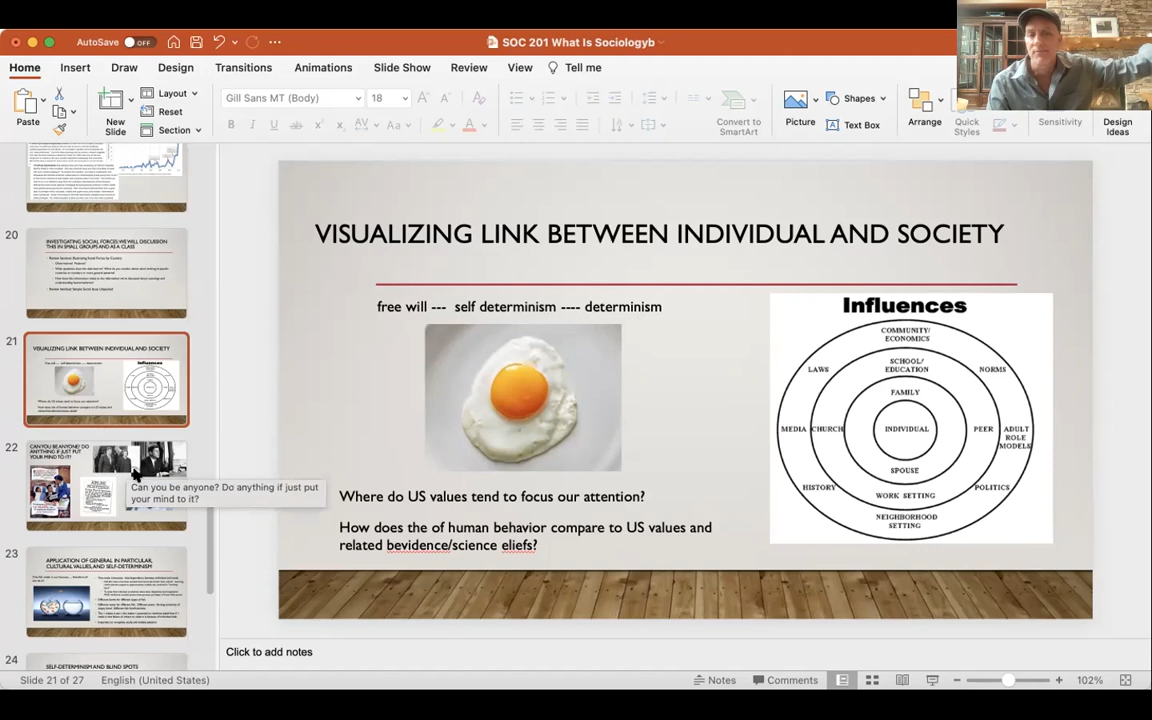 AutoSave
OFF
SOC 201 What Is Sociologyb
Home
Insert
Draw
Design
Transitions
Animations
Slide Show
Review
View
Tell me
Paste
New
Slide
Layout
Reset
Section
Gill Sans MT (Body)
18
Convert to
SmartArt
Picture
Shapes
Text Box
Arrange
Quick
Styles
Sensitivity
Design
Ideas
20
INVESTIGATING SOCIAL FORCES: WE WILL DISCUSSION
THIS IN SMALL GROUPS AND AS A CLASS
21
VISUALIZING LINK BETWEEN INDIVIDUAL AND SOCIETY
22
CAN YOU BE ANYONE? DO
ANYTHING IF JUST PUT
YOUR MIND TO IT?
Can you be anyone? Do anything if just put
your mind to it?
23
APPLICATION OF GENERAL IN PARTICULAR,
CULTURAL VALUES, AND SELF-DETERMINISM
24
SELF-DETERMINISM AND BLIND SPOTS
VISUALIZING LINK BETWEEN INDIVIDUAL AND SOCIETY
free will --- self determinism ---- determinism
Where do US values tend to focus our attention?
How does the of human behavior compare to US values and
related bevidence/science eliefs?
Influences
COMMUNITY/
ECONOMICS
SCHOOL/
EDUCATION
LAWS
NORMS
FAMILY
MEDIA
CHURCH
INDIVIDUAL
PEER
ADULT
ROLE
MODELS
SPOUSE
HISTORY
POLITICS
WORK SETTING
NEIGHBORHOOD
SETTING
Click to add notes
Slide 21 of 27
English (United States)
Notes
Comments
102%